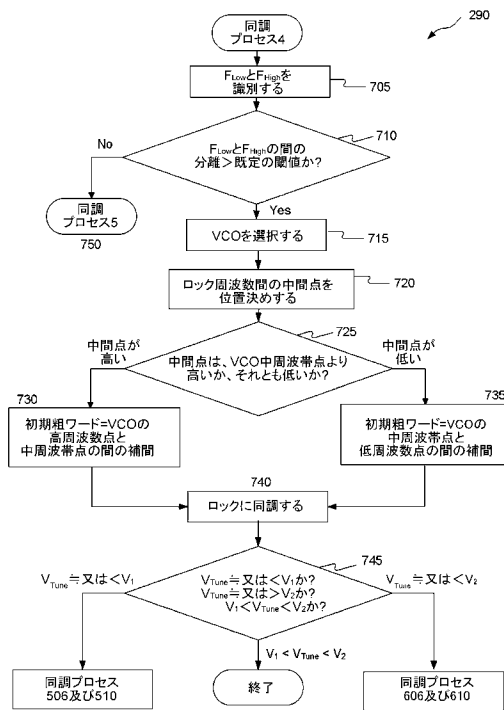 290
同調
プロセス4
FLowとFHighを
識別する
705
710
FLowとFHighの間の
分離>既定の閾値か?
No
同調
プロセス5
750
Yes
VCOを選択する
715
ロック周波数間の中間点を
位置決めする
720
725
中間点が
高い
中間点は、VCO中周波帯点より
高いか、それとも低いか?
中間点が
低い
730
初期粗ワード=VCOの
高周波数点と
中周波帯点の間の補間
735
初期粗ワード=VCOの
中周波帯点と
低周波数点の間の補間
740
ロックに同調する
745
VTune≒又は<V1
VTune≒又は<V1か?
VTune≒又は>V2か?
V1<VTune<V2か?
VTune≒又は<V2
V1<VTune<V2
同調プロセス
506及び510
終了
同調プロセス
606及び610